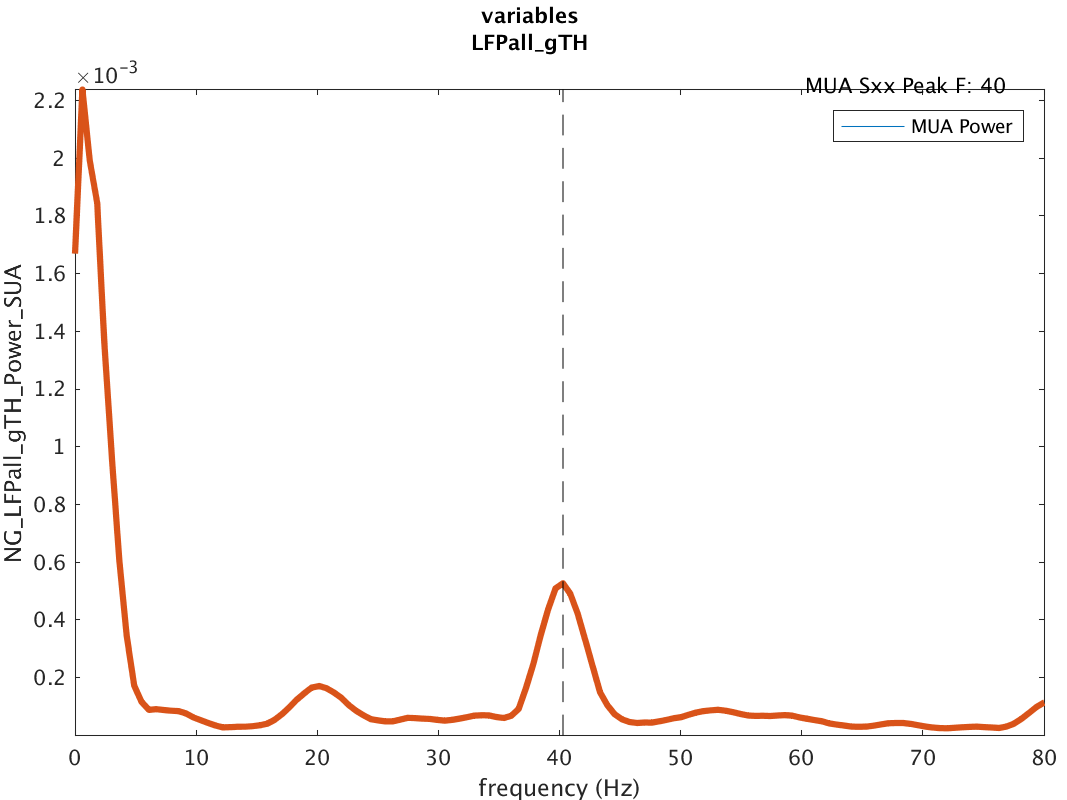 variables
LFPall_gTH
×10⁻³
MUA Sxx Peak F: 40
MUA Power
2.2
2
1.8
1.6
1.4
1.2
1
0.8
0.6
0.4
0.2
NG_LFPall_gTH_Power_SUA
0 10 20 30 40 50 60 70 80
frequency (Hz)